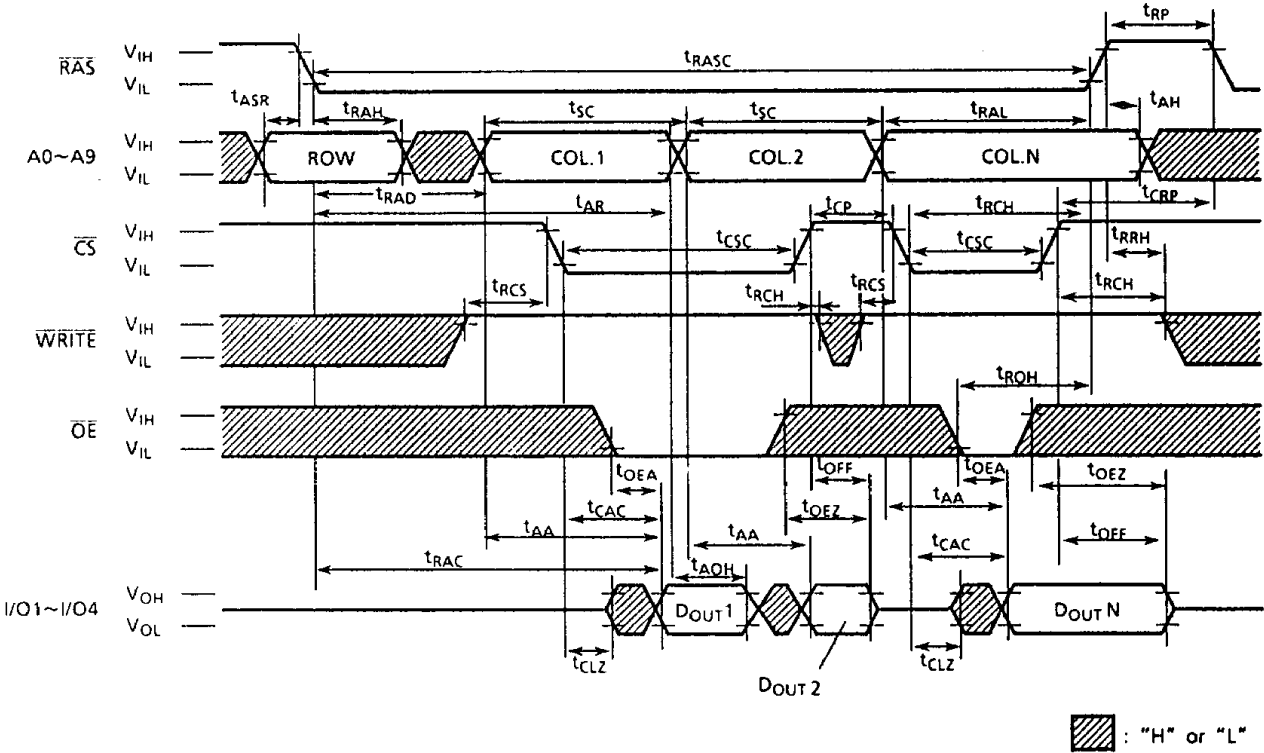 tRP
RAS
VIH
VIL
tRASC
tASR
tRAH
tSC
tSC
tRAL
tAH
A0~A9
VIH
VIL
ROW
COL.1
COL.2
COL.N
tRAD
tAR
tCP
tRCH
tCRP
CS
VIH
VIL
tCSC
tCSC
tRRH
tRCS
tRCH
tRCS
tRCH
WRITE
VIH
VIL
tROH
OE
VIH
VIL
tOEA
tOFF
tOEA
tOEZ
tCAC
tOEZ
tAA
tAA
tAA
tCAC
tOFF
tRAC
tAOH
I/O1~I/O4
VOH
VOL
DOUT 1
DOUT N
tCLZ
tCLZ
DOUT 2
: "H" or "L"